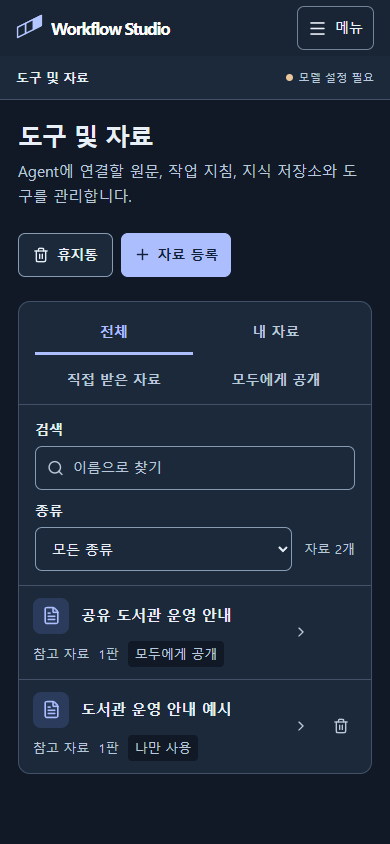 Workflow Studio
메뉴
도구 및 자료
모델 설정 필요
도구 및 자료
Agent에 연결할 원문, 작업 지침, 지식 저장소와 도
구를 관리합니다.
휴지통
자료 등록
전체
내 자료
직접 받은 자료
모두에게 공개
검색
이름으로 찾기
종류
모든 종류
자료 2개
공유 도서관 운영 안내
참고 자료 1판 모두에게 공개
도서관 운영 안내 예시
참고 자료 1판 나만 사용